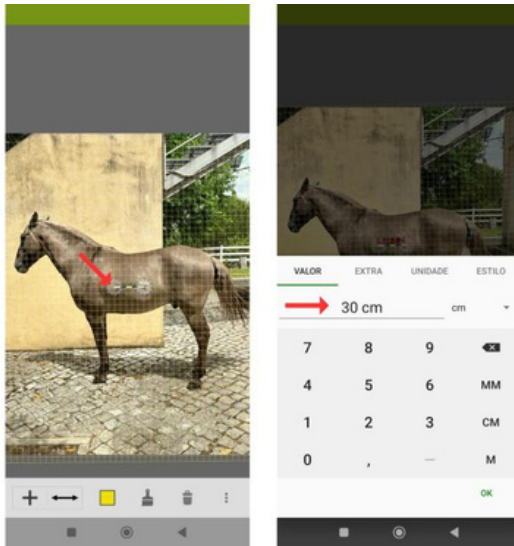 VALOR EXTRA UNIDADE ESTILO
30 cm cm
7 8 9
4 5 6 MM
1 2 3 CM
0 , — M
OK